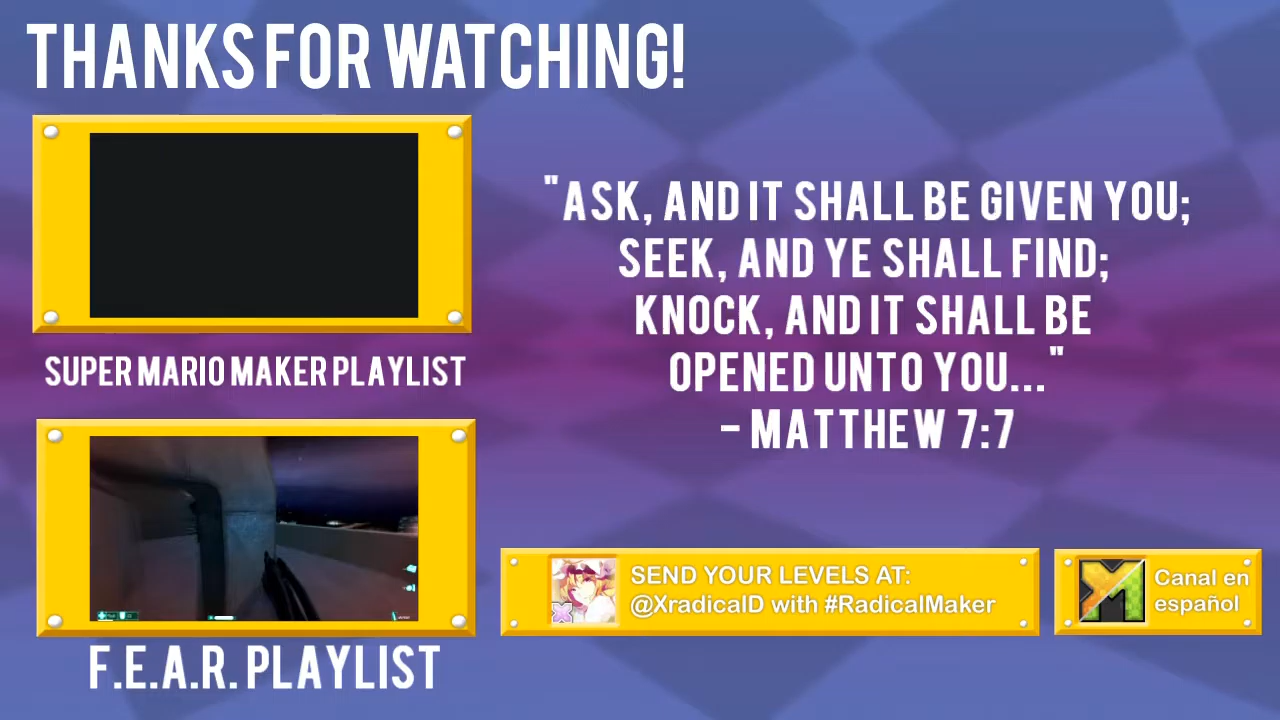 THANKS FOR WATCHING!
SUPER MARIO MAKER PLAYLIST
F.E.A.R. PLAYLIST
"ASK, AND IT SHALL BE GIVEN YOU;
SEEK, AND YE SHALL FIND;
KNOCK, AND IT SHALL BE
OPENED UNTO YOU..."
- MATTHEW 7:7
SEND YOUR LEVELS AT:
@XradicalD with #RadicalMaker
Canal en
español